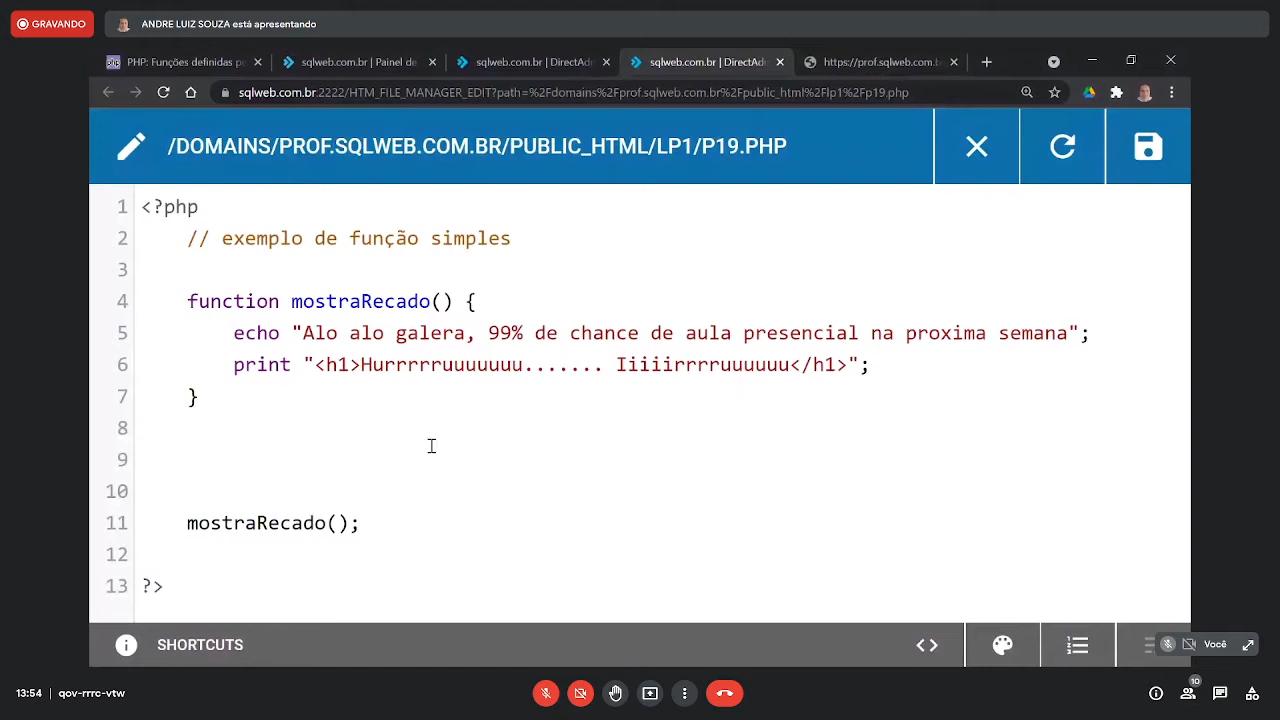 GRAVANDO
ANDRE LUIZ SOUZA está apresentando
PHP: Funções definidas pe
sqlweb.com.br | Painel de
sqlweb.com.br | DirectAdm
sqlweb.com.br | DirectAdm
https://prof.sqlweb.com.b
sqlweb.com.br:2222/HTM_FILE_MANAGER_EDIT?path=%2Fdomains%2Fprof.sqlweb.com.br%2Fpublic_html%2Flp1%2Fp19.php
/DOMAINS/PROF.SQLWEB.COM.BR/PUBLIC_HTML/LP1/P19.PHP
1 <?php
2 // exemplo de função simples
3
4 function mostraRecado() {
5 echo "Alo alo galera, 99% de chance de aula presencial na proxima semana";
6 print "<h1>Hurrrrruuuuuuu....... Iiiiirrrruuuuuu</h1>";
7 }
8
9
10
11 mostraRecado();
12
13 ?>
SHORTCUTS
Você
13:54 | qov-rrrc-vtw
10